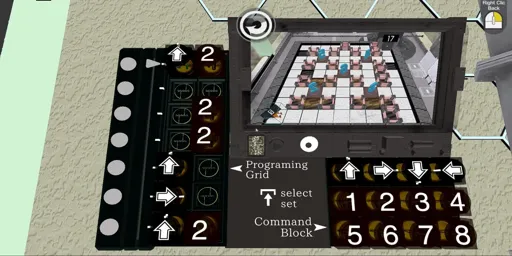 Right Clic
Back
17
2
2
2
Programing
Grid
select
set
Command
Block
2
1 2 3 4
5 6 7 8